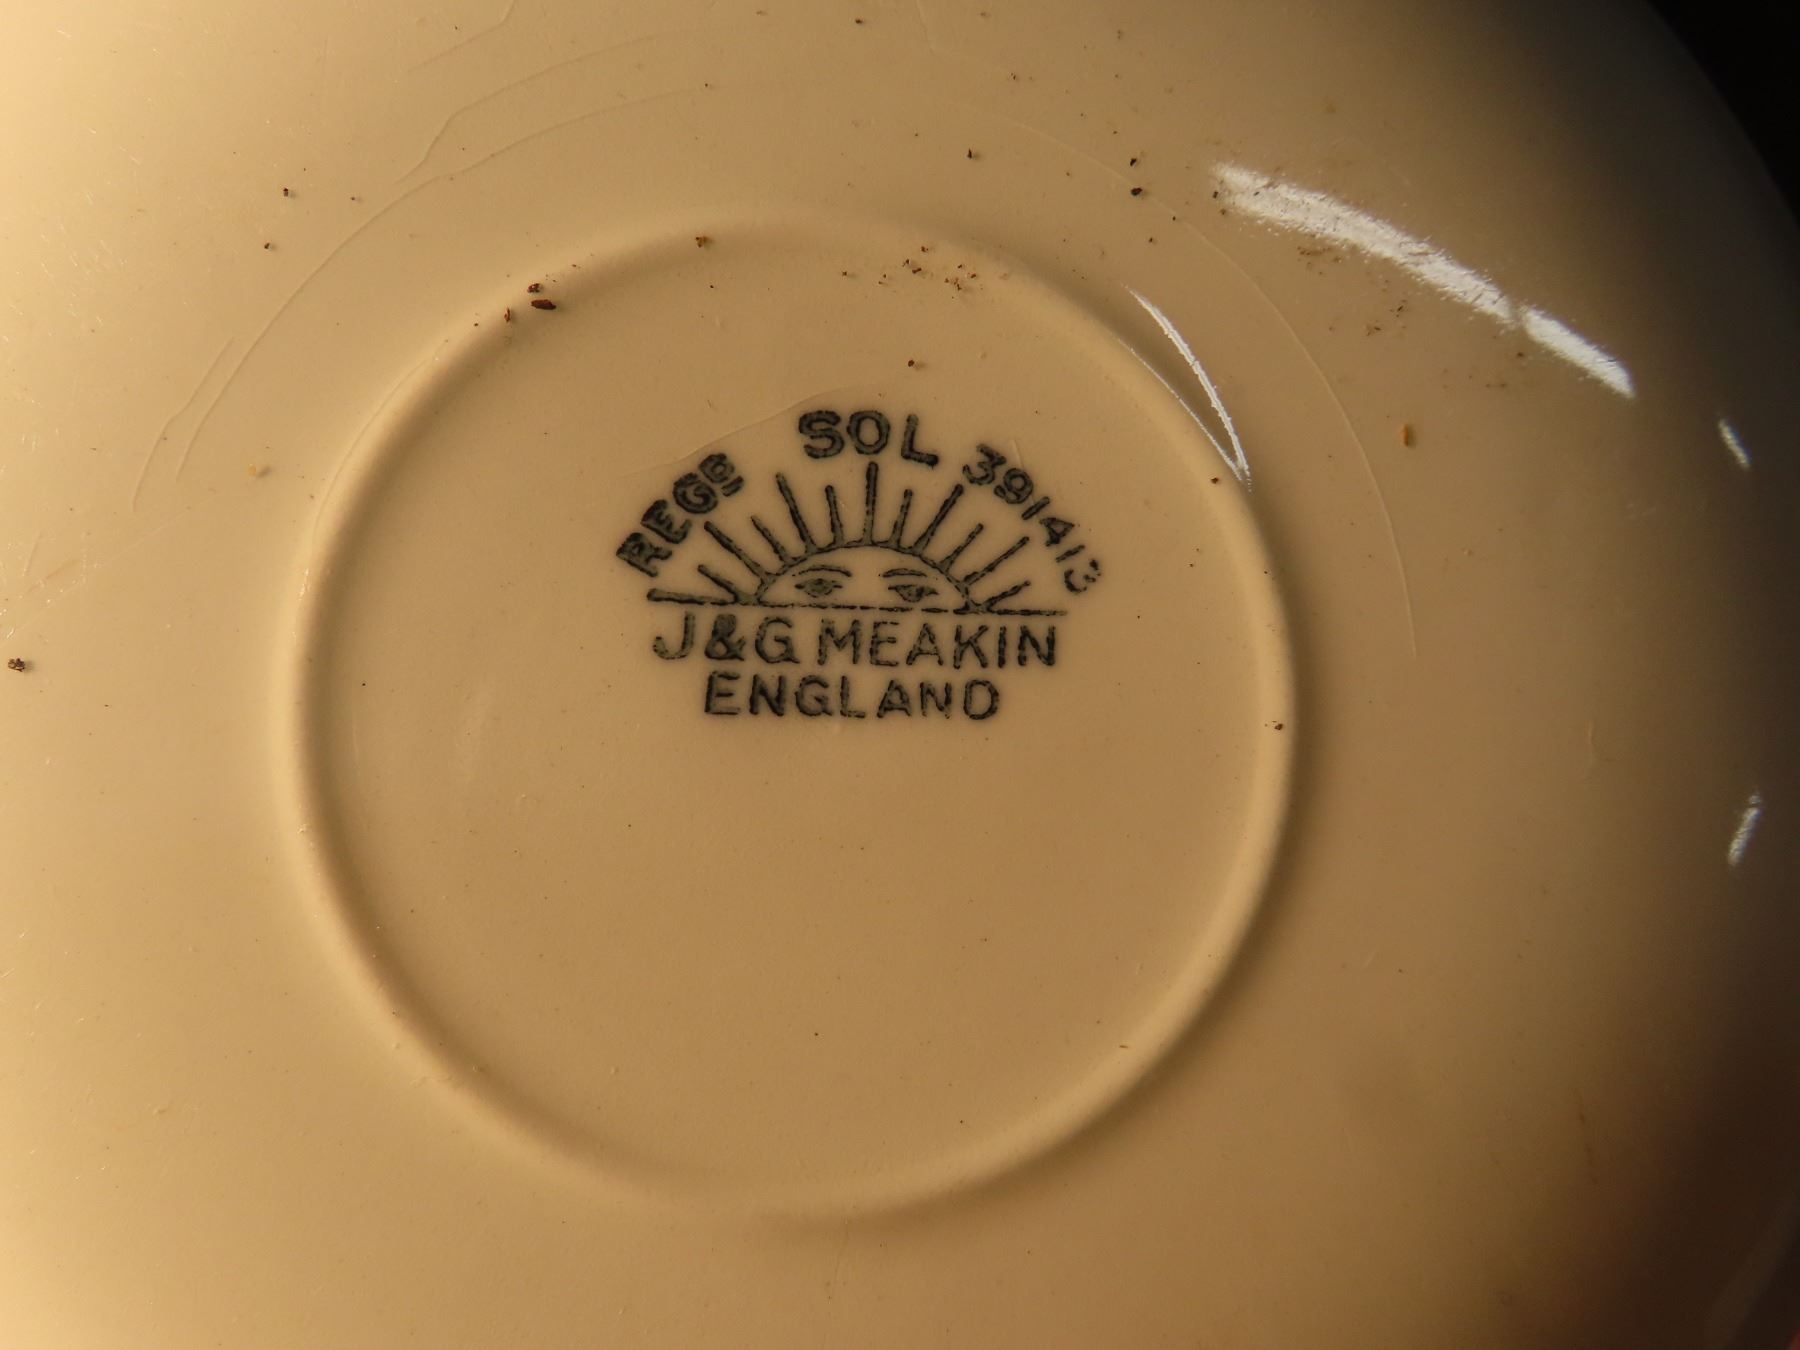 REGD SOL 391413
J&G MEAKIN
ENGLAND